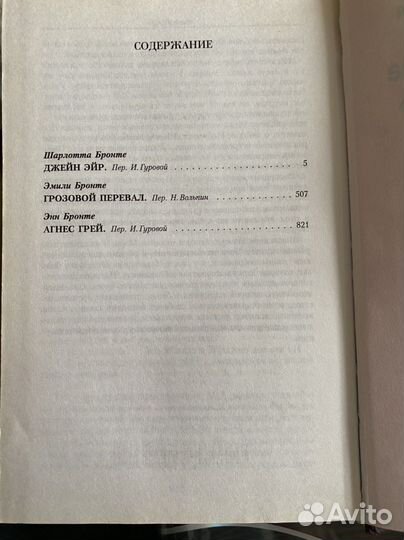 СОДЕРЖАНИЕ
Шарлотта Бронте
ДЖЕЙН ЭЙР. Пер. И. Гуровой . . . . . . . . . . . . . . . . . . . . 5
Эмили Бронте
ГРОЗОВОЙ ПЕРЕВАЛ. Пер. Н. Вольпин . . . . . . . . . . . . . 507
Энн Бронте
АГНЕС ГРЕЙ. Пер. И. Гуровой . . . . . . . . . . . . . . . . . . . 821
Avito